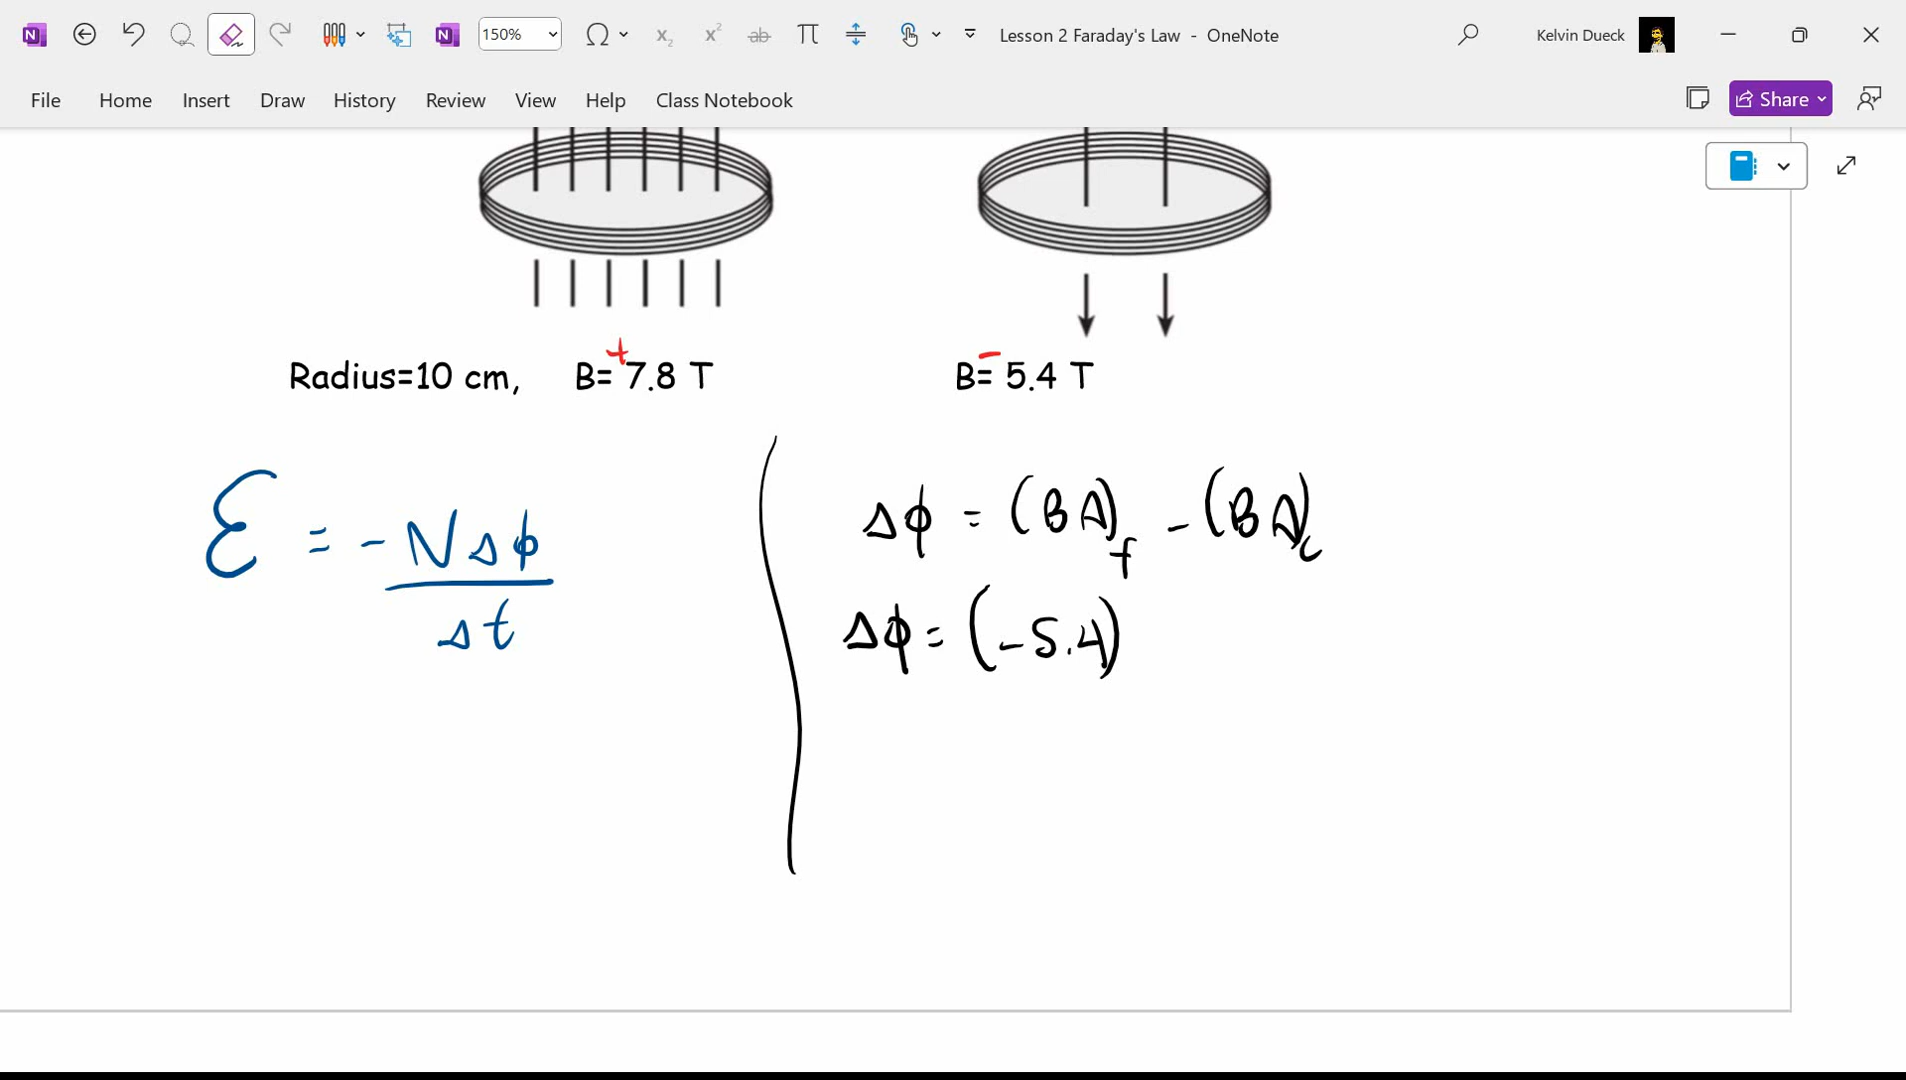 150%
Lesson 2 Faraday's Law - OneNote
Kelvin Dueck
File Home Insert Draw History Review View Help Class Notebook
Share
Radius=10 cm, B= +7.8 T B= -5.4 T
ℰ = - NΔϕ
Δt
Δϕ = (BA)f - (BA)i
Δϕ = (-5.4)